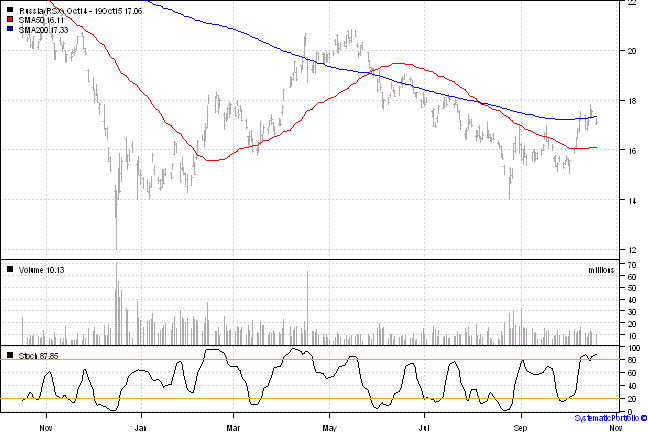 Russia(RSX), Oct14 - 19Oct15 17.06
SMA50 16.11
SMA200 17.33
22
20
18
16
14
12
Volume 10.13
millions
70
60
50
40
30
20
10
Stoch 87.85
100
80
60
40
20
0
Nov Jan Mar May Jul Sep Nov
SystematicPortfolio ©